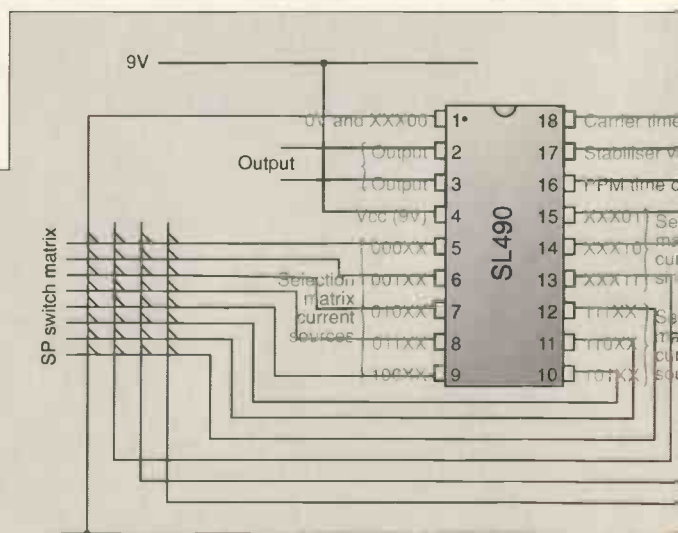 9V
0V and XXX00
1
18
Carrier time
Output
Output
2
17
Stabiliser
Output
3
16
PPM time
Vcc (9V)
4
15
XXX01
000XX
5
SL490
14
XXX10
001XX
6
13
XXX11
Selection
matrix
current
sources
010XX
7
12
111XX
011XX
8
11
110XX
100XX
9
10
101XX
SP switch matrix